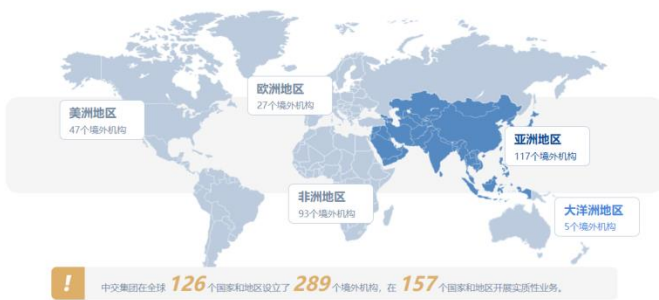 欧洲地区
27个境外机构
美洲地区
47个境外机构
亚洲地区
117个境外机构
非洲地区
93个境外机构
大洋洲地区
5个境外机构
! 中交集团在全球 126 个国家和地区设立了 289 个境外机构，在 157 个国家和地区开展实质性业务。